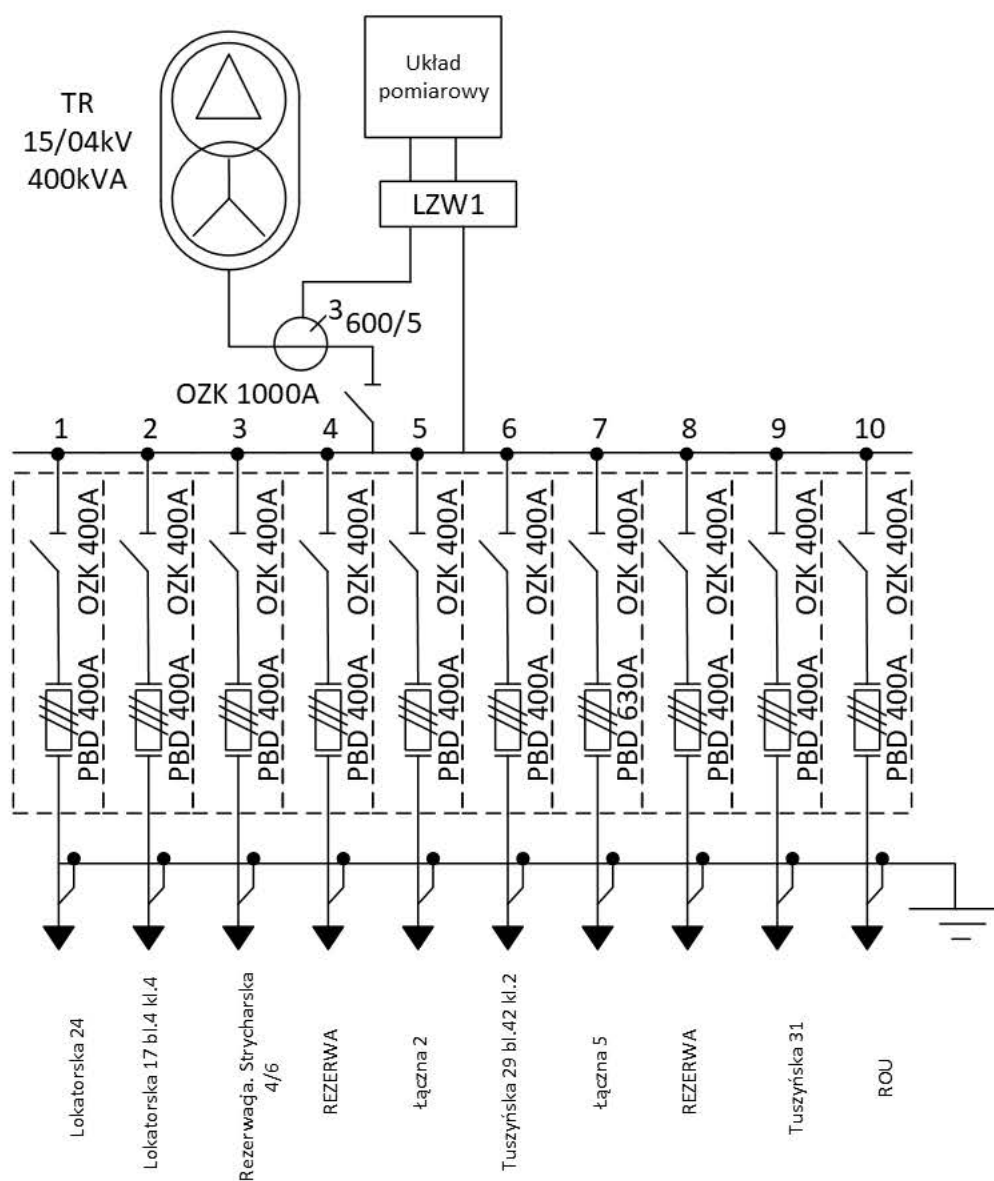 TR
15/04kV
400kVA
Układ
pomiarowy
LZW1
3
600/5
OZK 1000A
1 2 3 4 5 6 7 8 9 10
OZK 400A
OZK 400A
OZK 400A
OZK 400A
OZK 400A
OZK 400A
OZK 400A
OZK 400A
OZK 400A
OZK 400A
PBD 400A
PBD 400A
PBD 400A
PBD 400A
PBD 400A
PBD 400A
PBD 630A
PBD 400A
PBD 400A
PBD 400A
Lokatorska 24
Lokatorska 17 bl.4 kl.4
Rezerwacja. Strycharska
4/6
REZERWA
Łączna 2
Tuszyńska 29 bl.42 kl.2
Łączna 5
REZERWA
Tuszyńska 31
ROU